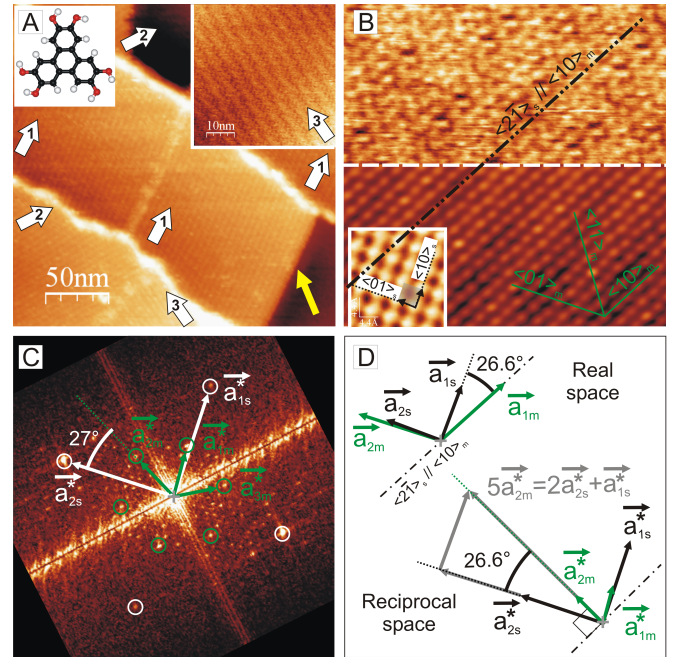 A
2
10nm
3
1
1
2
1
50nm
3
B
<21>s // <10>m
<10>s
<01>s
<11>s
<01>s
<10>m
C
a*1s
27°
a*1m
a*3m
a*2s
D
26.6°
Real
space
a1s
a2s
a1m
a2m
<21>s // <10>m
5a*2m=2a*2s+a*1s
a*1s
26.6°
a*2m
Reciprocal
space
a*2s
a*1m